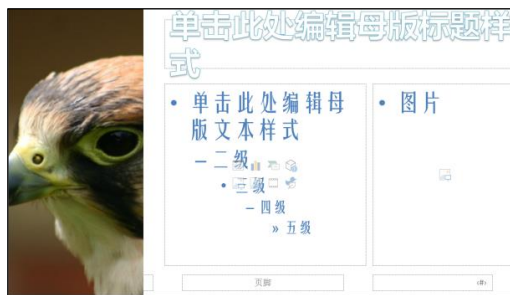 单击此处编辑母版标题样
式
• 单击此处编辑母
版文本样式
– 二级
• 三级
– 四级
» 五级
• 图片
页脚
‹#›